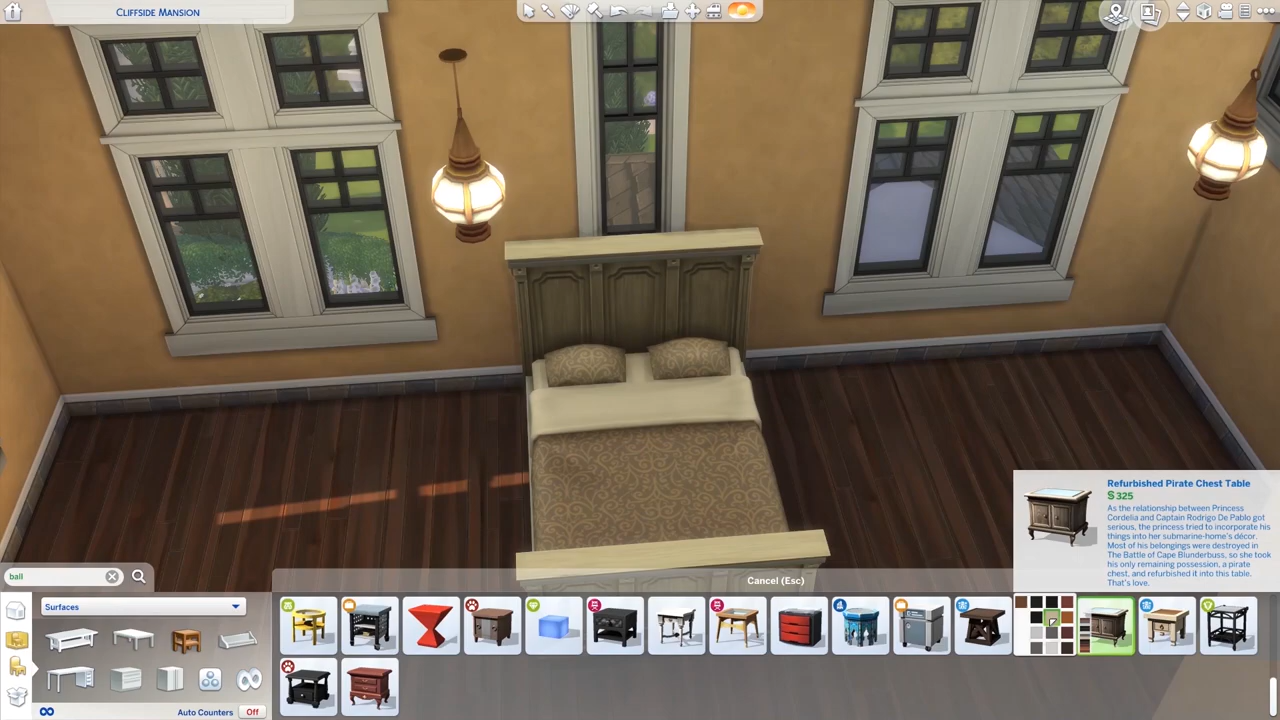 CLIFFSIDE MANSION
Refurbished Pirate Chest Table
§325
As the relationship between Princess
Cordelia and Captain Rodrigo De Pablo got
serious, the princess tried to incorporate his
things into her submarine-home's décor.
Most of his belongings were destroyed in
The Battle of Cape Blunderbuss, so she took
his only remaining possession, a pirate
chest, and refurbished it into this table.
That's love.
ball
Cancel (Esc)
Surfaces
Auto Counters Off